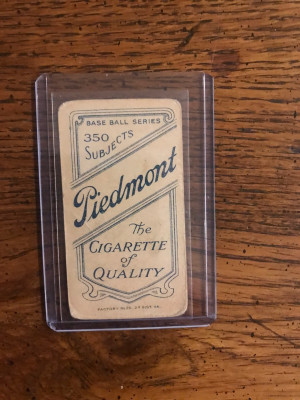 BASE BALL SERIES
350
SUBJECTS
Piedmont
The
CIGARETTE
of
QUALITY